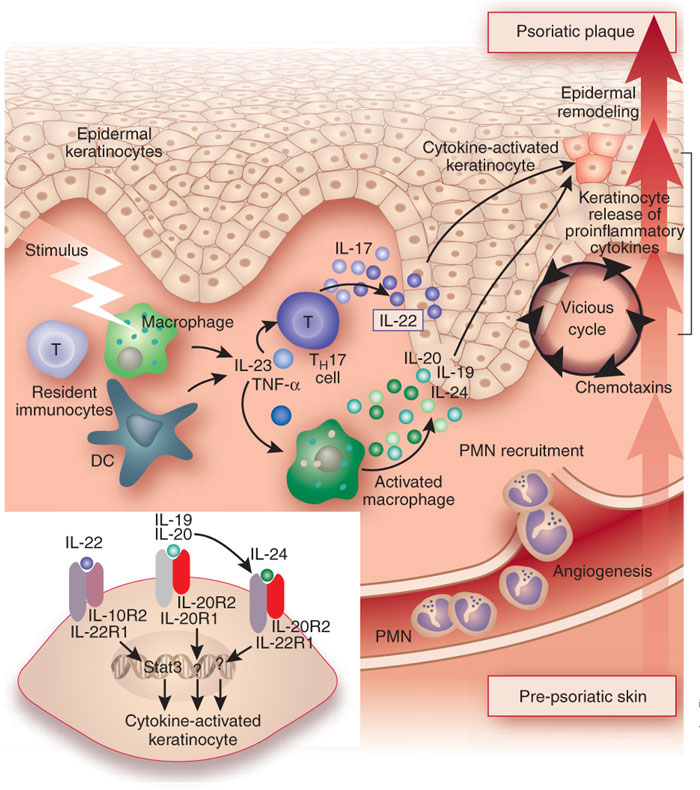 Psoriatic plaque
Epidermal
remodeling
Epidermal
keratinocytes
Cytokine-activated
keratinocyte
Keratinocyte
release of
proinflammatory
cytokines
Stimulus
IL-17
Macrophage
T
T
IL-22
Vicious
cycle
IL-23
TNF-α
TH17
cell
IL-20
IL-19
IL-24
Resident
immunocytes
Chemotaxins
DC
PMN recruitment
Activated
macrophage
IL-22
IL-19
IL-20
IL-24
Angiogenesis
IL-10R2
IL-22R1
IL-20R2
IL-20R1
IL-20R2
IL-22R1
PMN
Stat3
?
?
Cytokine-activated
keratinocyte
Pre-psoriatic skin